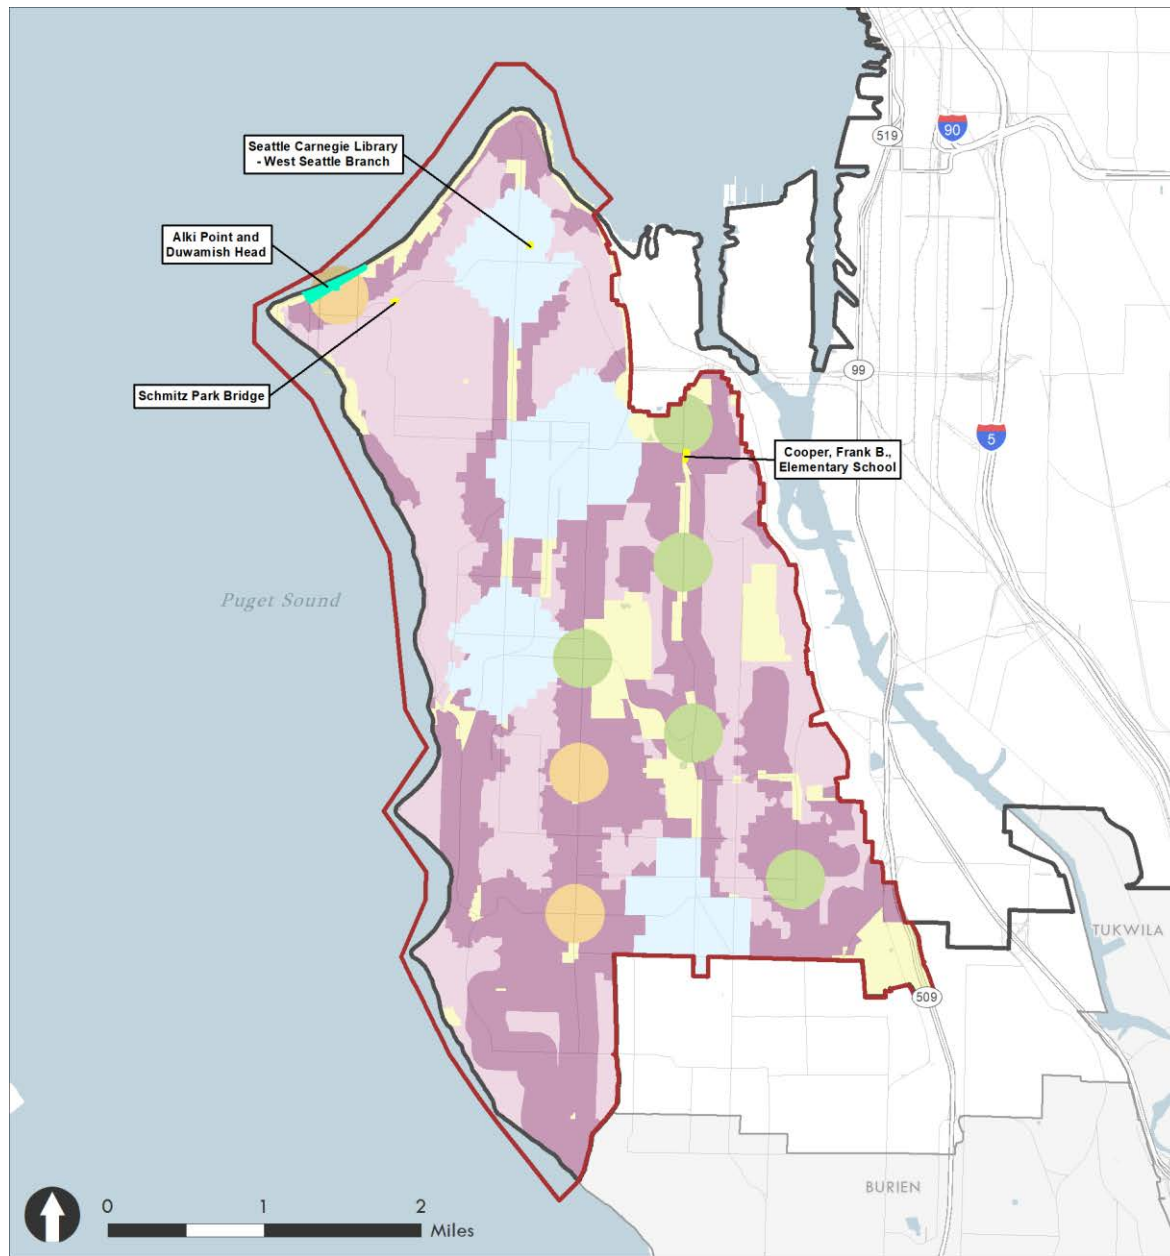 519
90
Seattle Carnegie Library
- West Seattle Branch
Alki Point and
Duwamish Head
99
Schmitz Park Bridge
5
Cooper, Frank B.,
Elementary School
Puget Sound
TUKWILA
509
BURIEN
0 1 2
Miles